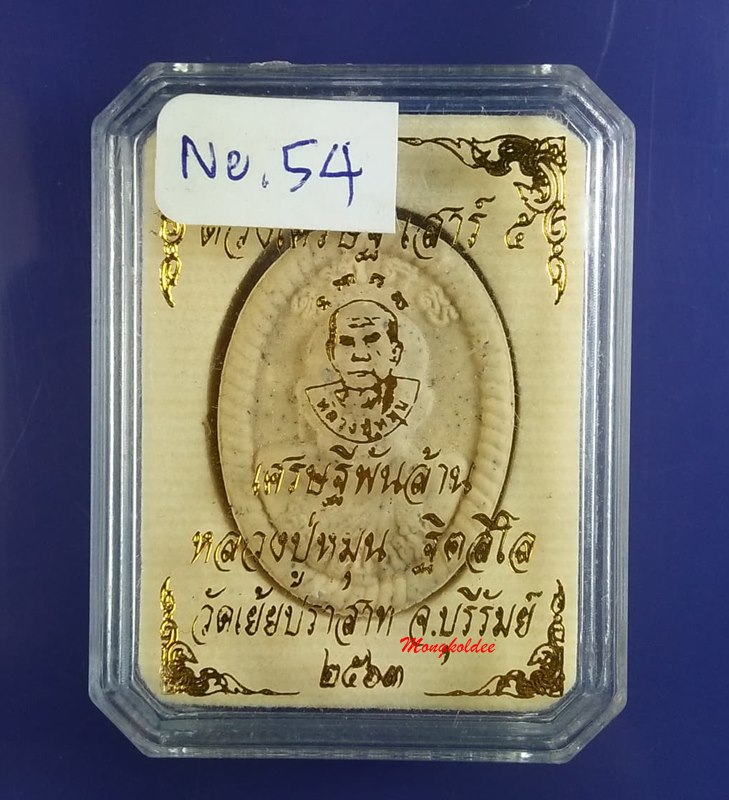 No. 54
ดวงเศรษฐี เสาร์ ๕
หลวงปู่หมุน
เศรษฐีพันล้าน
หลวงปู่หมุน ฐิตสีโล
วัดเย้ยปราสาท จ.บุรีรัมย์
Mongkoldee
๒๕๖๓